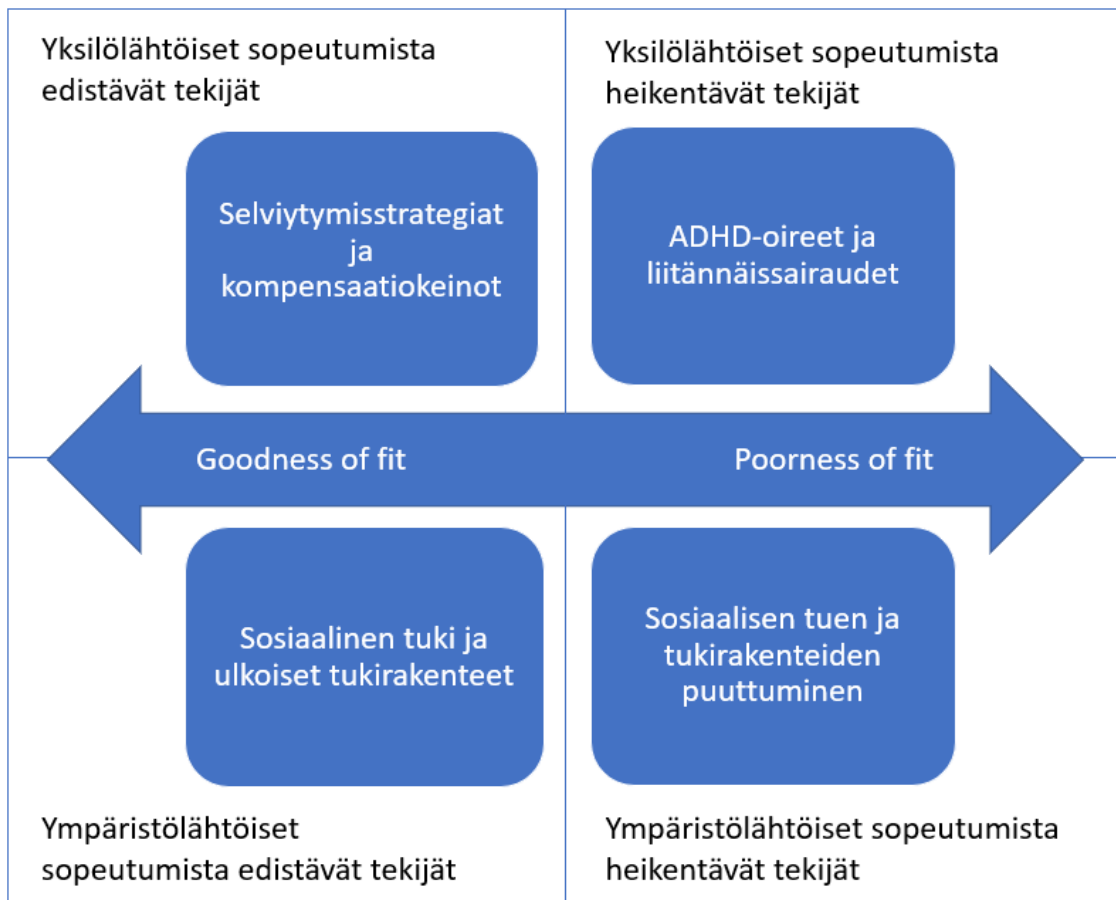 Yksilölähtöiset sopeutumista
edistävät tekijät
Yksilölähtöiset sopeutumista
heikentävät tekijät
Selviytymisstrategiat
ja
kompensaatiokeinot
ADHD-oireet ja
liitännäissairaudet
Goodness of fit
Poorness of fit
Sosiaalinen tuki ja
ulkoiset tukirakenteet
Sosiaalisen tuen ja
tukirakenteiden
puuttuminen
Ympäristölähtöiset
sopeutumista edistävät tekijät
Ympäristölähtöiset sopeutumista
heikentävät tekijät